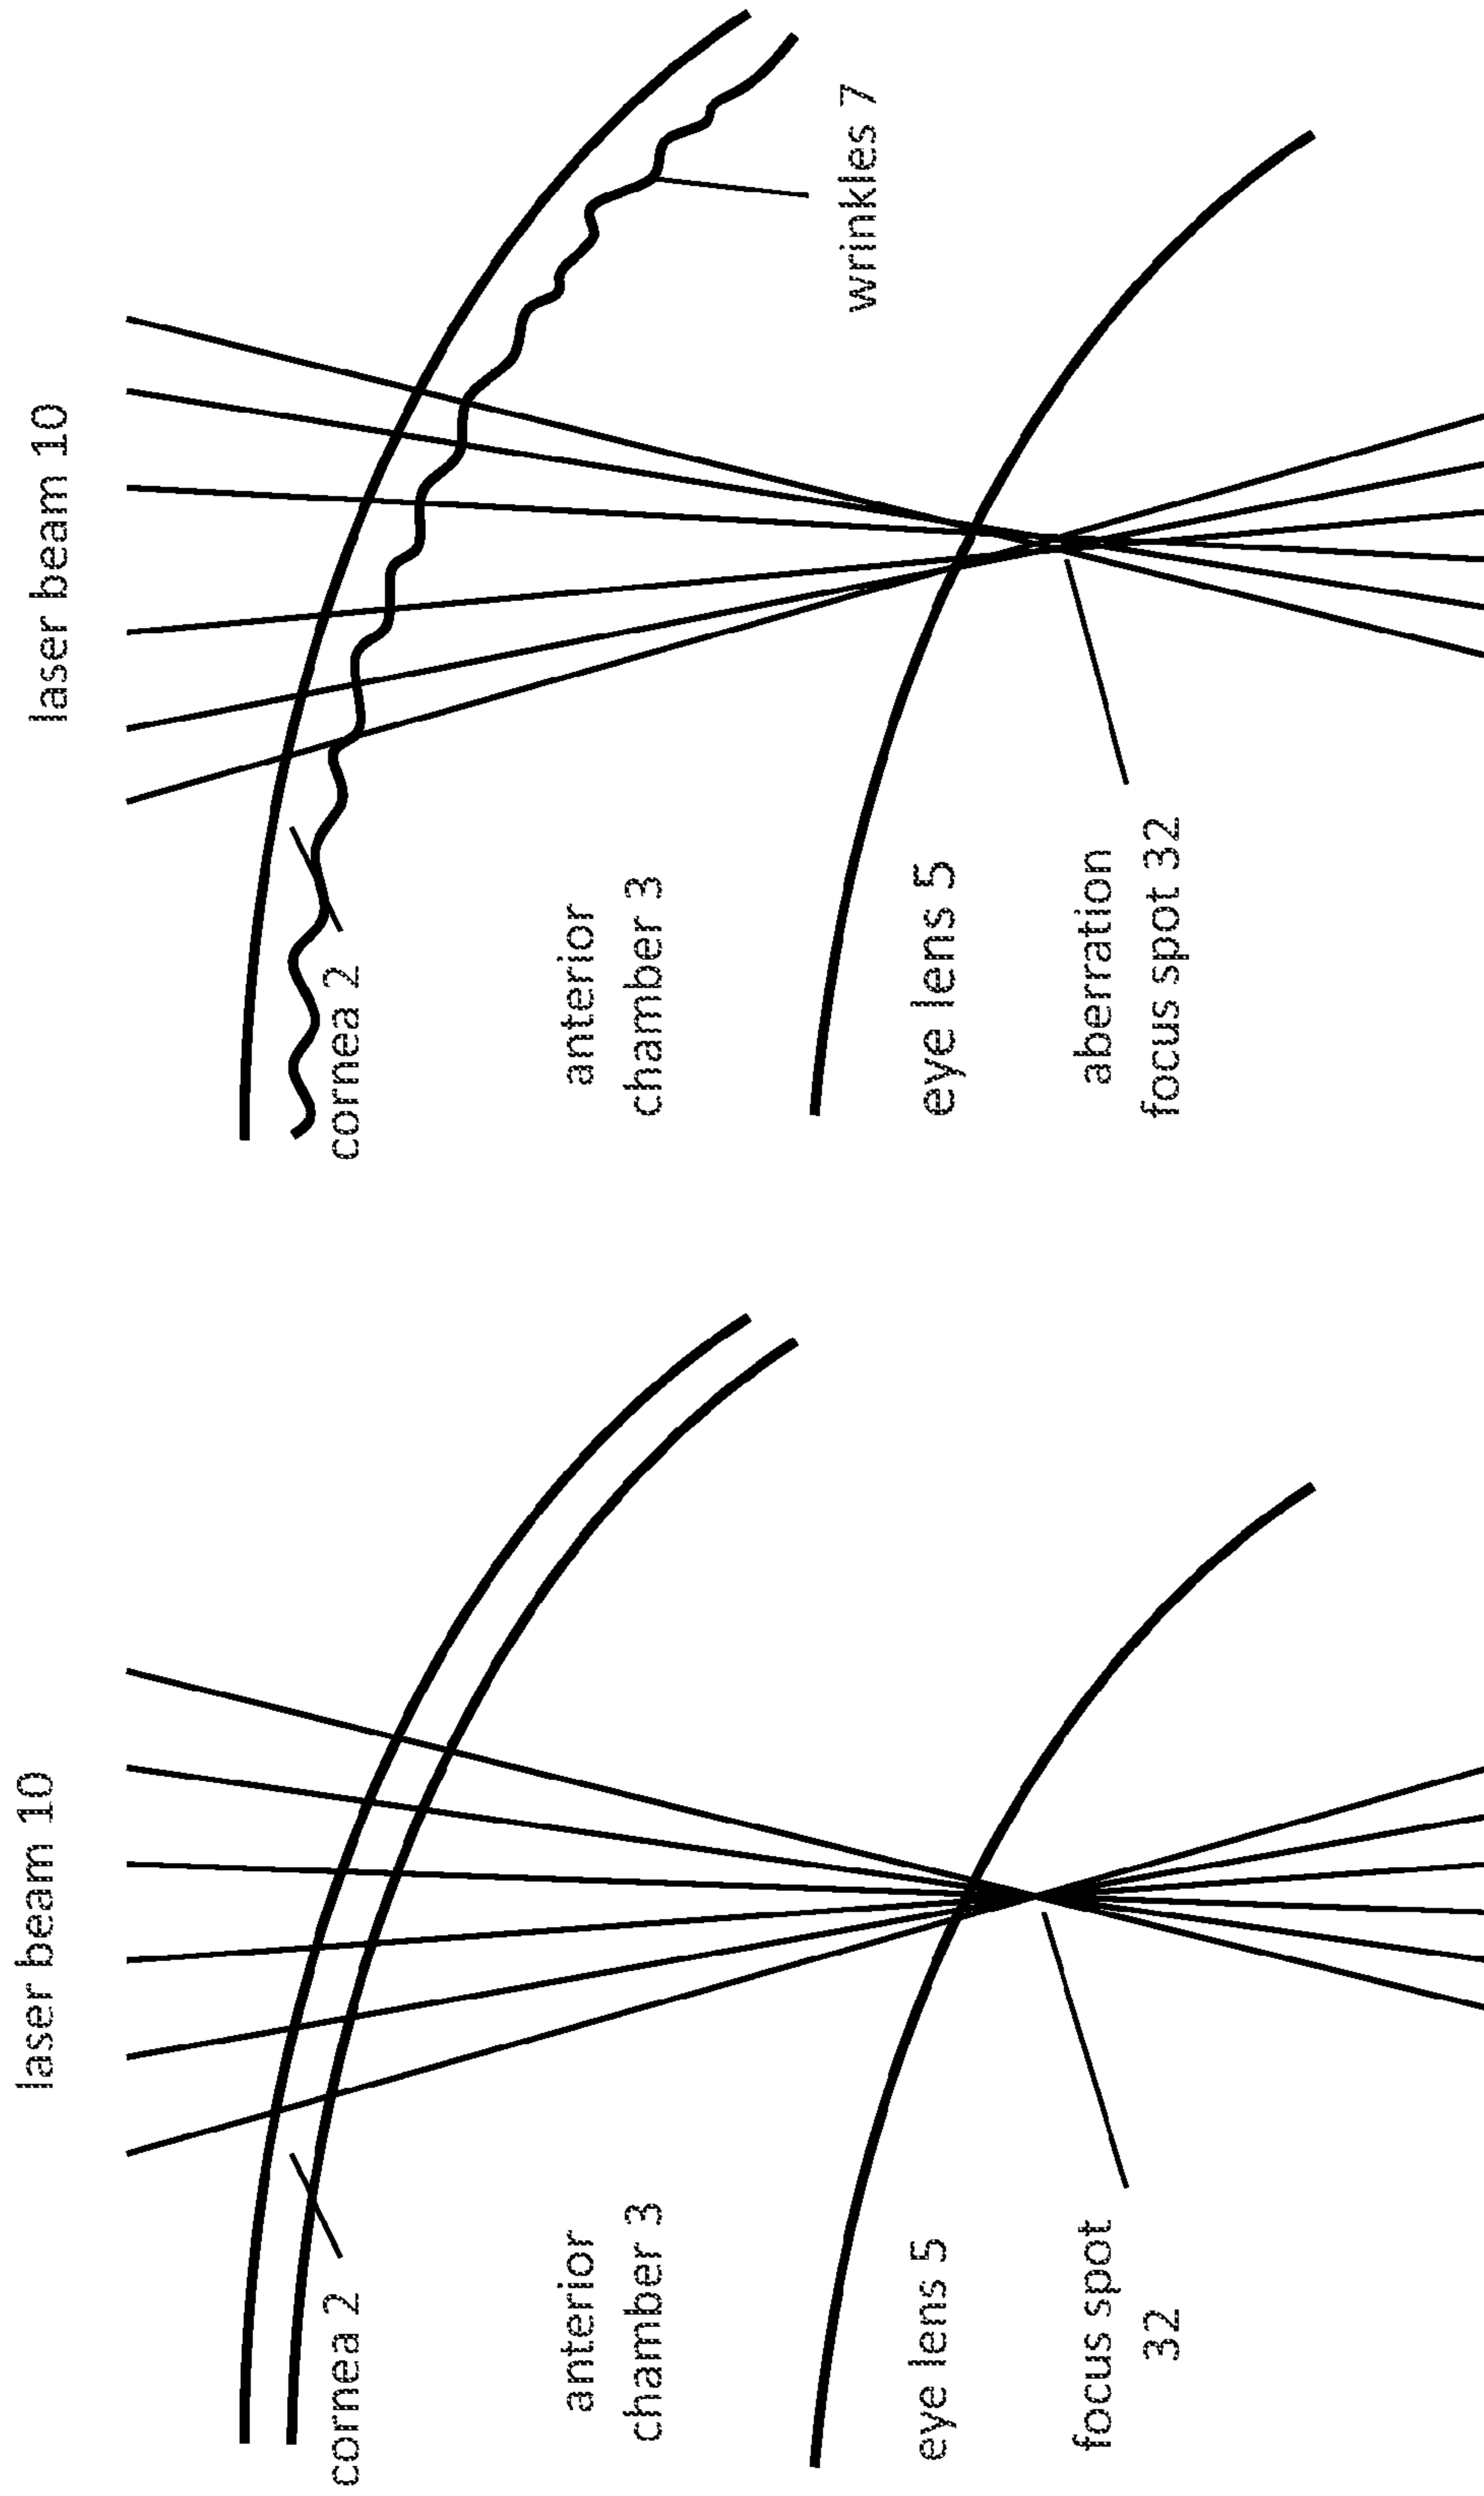 laser beam 10
cornea 2
anterior
chamber 3
eye lens 5
focus spot
32
laser beam 10
wrinkles 7
cornea 2
anterior
chamber 3
eye lens 5
aberration
focus spot 32